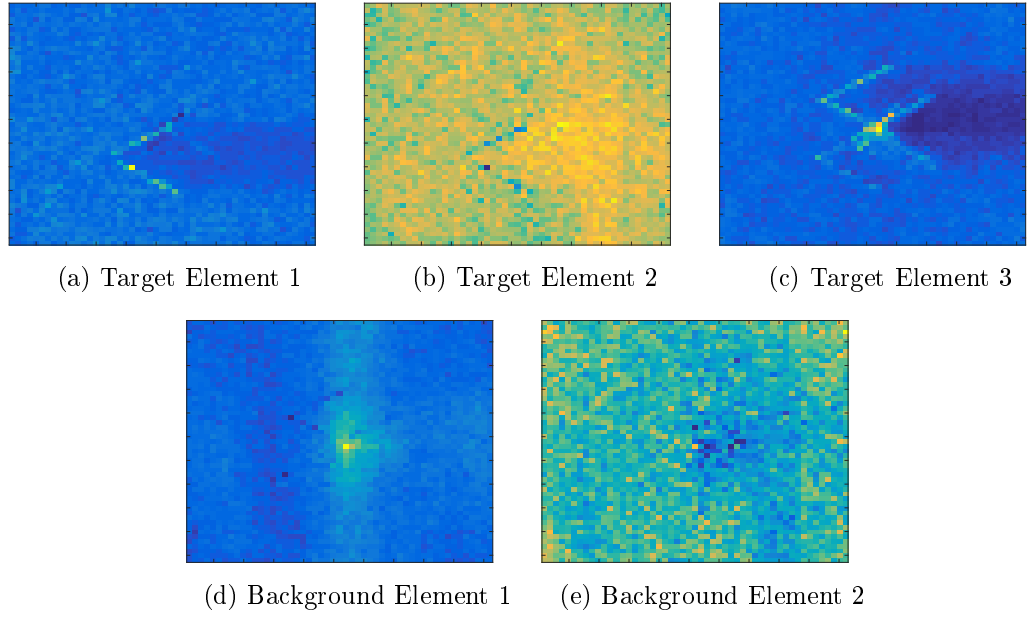 (a) Target Element 1
(b) Target Element 2
(c) Target Element 3
(d) Background Element 1
(e) Background Element 2